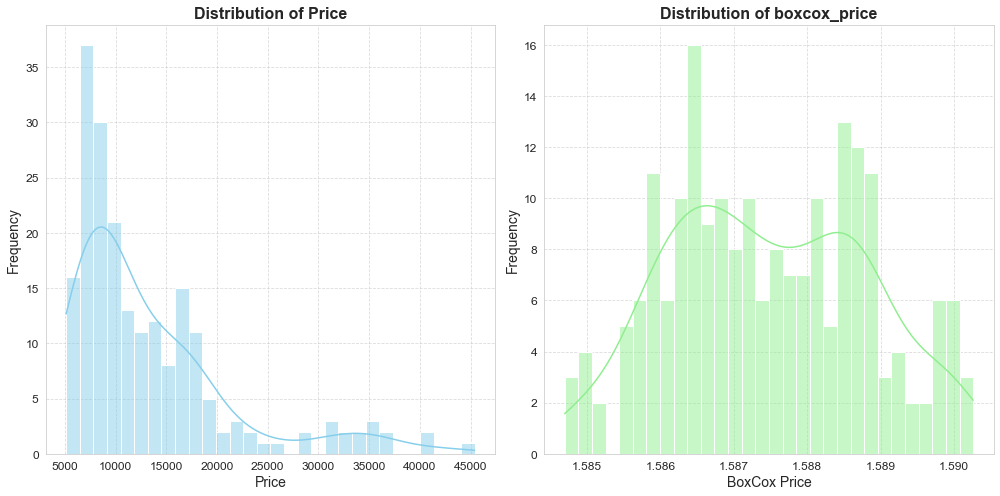 Distribution of Price
Frequency
35
30
25
20
15
10
5
0
5000 10000 15000 20000 25000 30000 35000 40000 45000
Price
Distribution of boxcox_price
Frequency
16
14
12
10
8
6
4
2
0
1.585 1.586 1.587 1.588 1.589 1.590
BoxCox Price